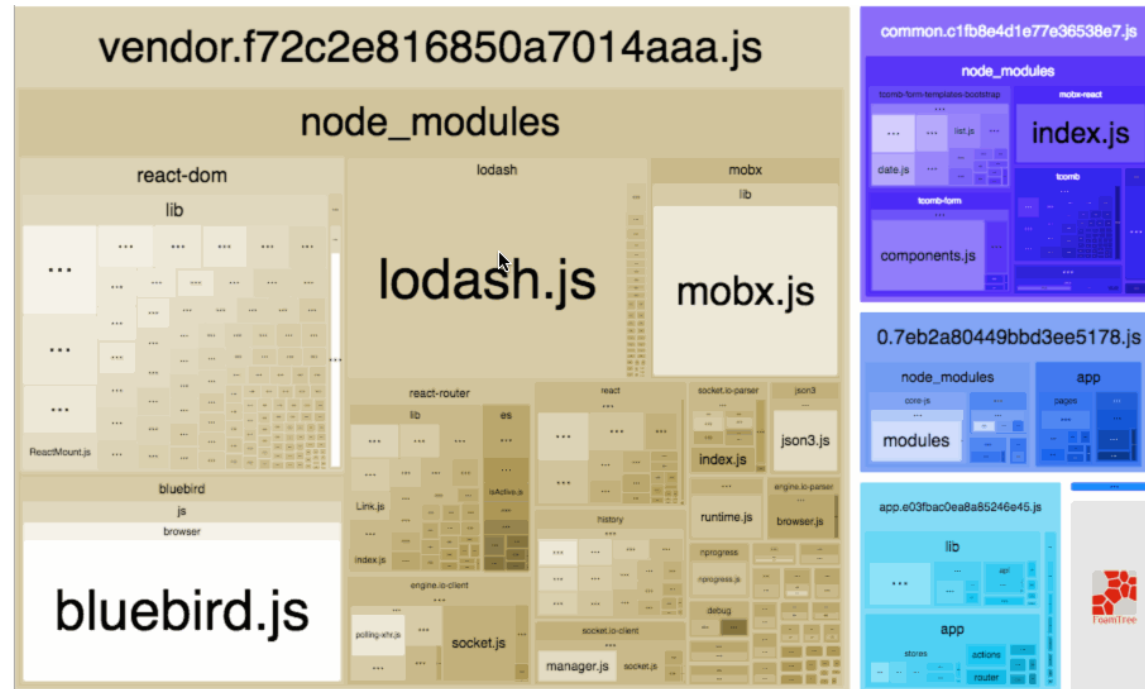 vendor.f72c2e816850a7014aaa.js
node_modules
react-dom
lib
...
ReactMount.js
bluebird
js
browser
bluebird.js
lodash
lodash.js
mobx
lib
mobx.js
react-router
lib
es
Link.js
index.js
isActive.js
react
history
engine.io-client
polling-xhr.js
socket.js
socket.io-client
manager.js
socket.js
socket.io-parser
index.js
json3
json3.js
runtime.js
engine.io-parser
browser.js
nprogress
nprogress.js
debug
common.c1fb8e4d1e77e36538e7.js
node_modules
tcomb-form-templates-bootstrap
list.js
date.js
mobx-react
index.js
tcomb-form
components.js
tcomb
0.7eb2a80449bbd3ee5178.js
node_modules
core-js
modules
app
pages
app.e03fbac0ea8a85246e45.js
lib
api
app
stores
actions
router
FoamTree